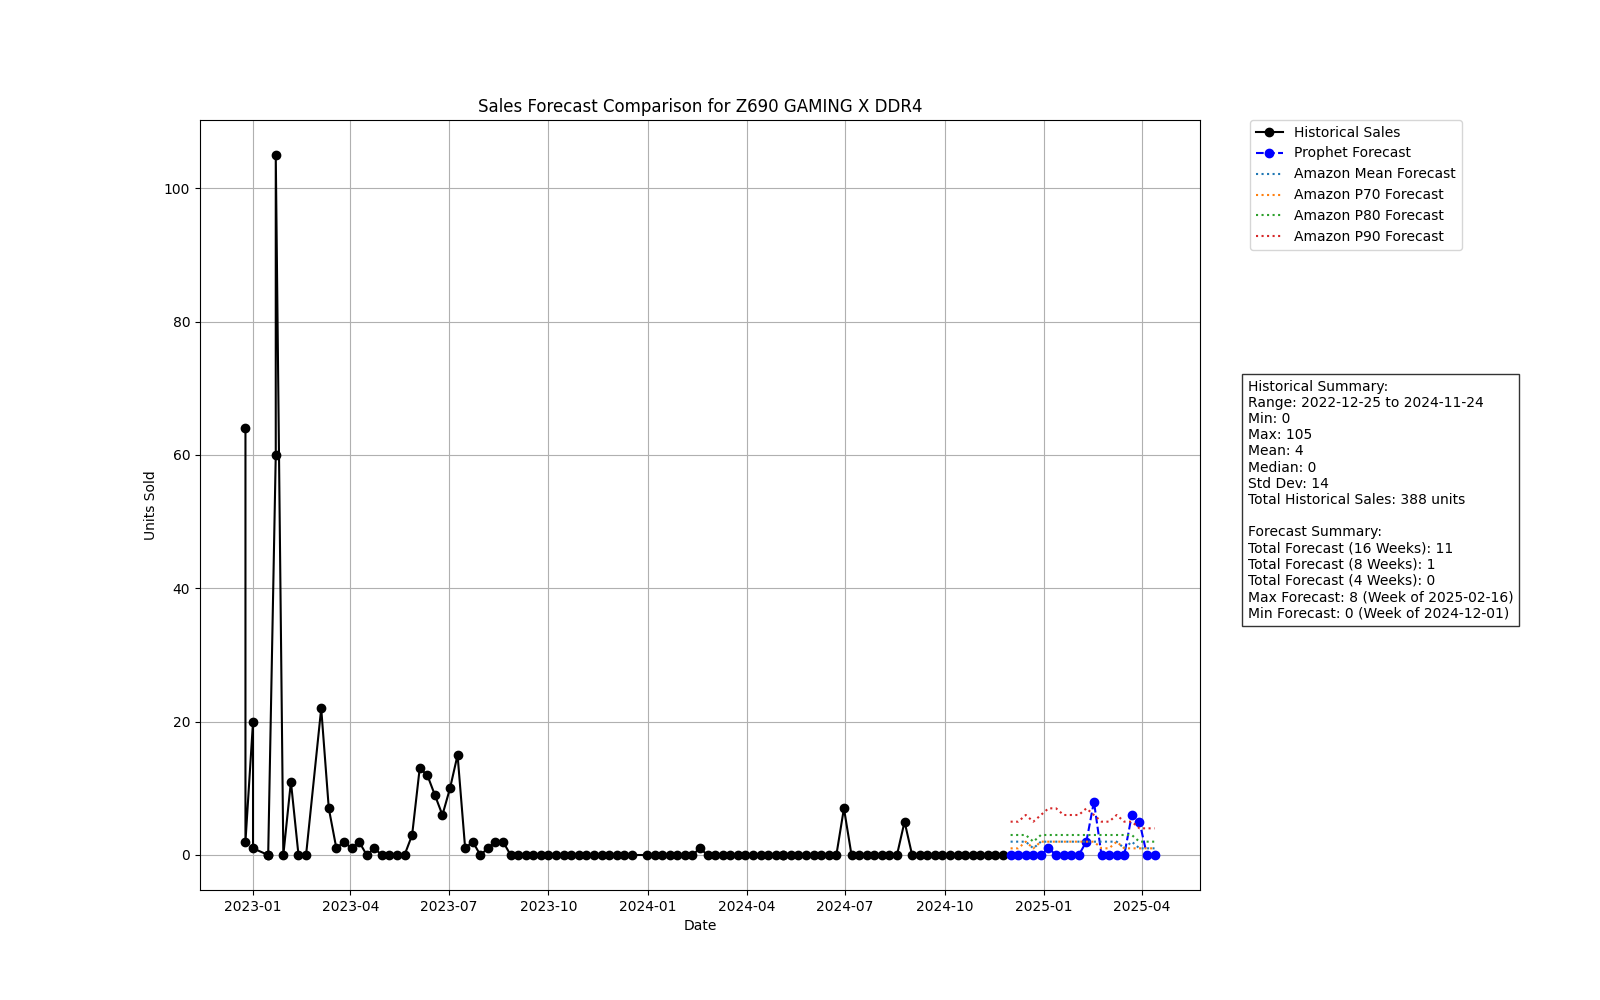 Sales Forecast Comparison for Z690 GAMING X DDR4
Units Sold
100
80
60
40
20
0
2023-01
2023-04
2023-07
2023-10
2024-01
2024-04
2024-07
2024-10
2025-01
2025-04
Date
Historical Sales
Prophet Forecast
Amazon Mean Forecast
Amazon P70 Forecast
Amazon P80 Forecast
Amazon P90 Forecast
Historical Summary:
Range: 2022-12-25 to 2024-11-24
Min: 0
Max: 105
Mean: 4
Median: 0
Std Dev: 14
Total Historical Sales: 388 units
Forecast Summary:
Total Forecast (16 Weeks): 11
Total Forecast (8 Weeks): 1
Total Forecast (4 Weeks): 0
Max Forecast: 8 (Week of 2025-02-16)
Min Forecast: 0 (Week of 2024-12-01)